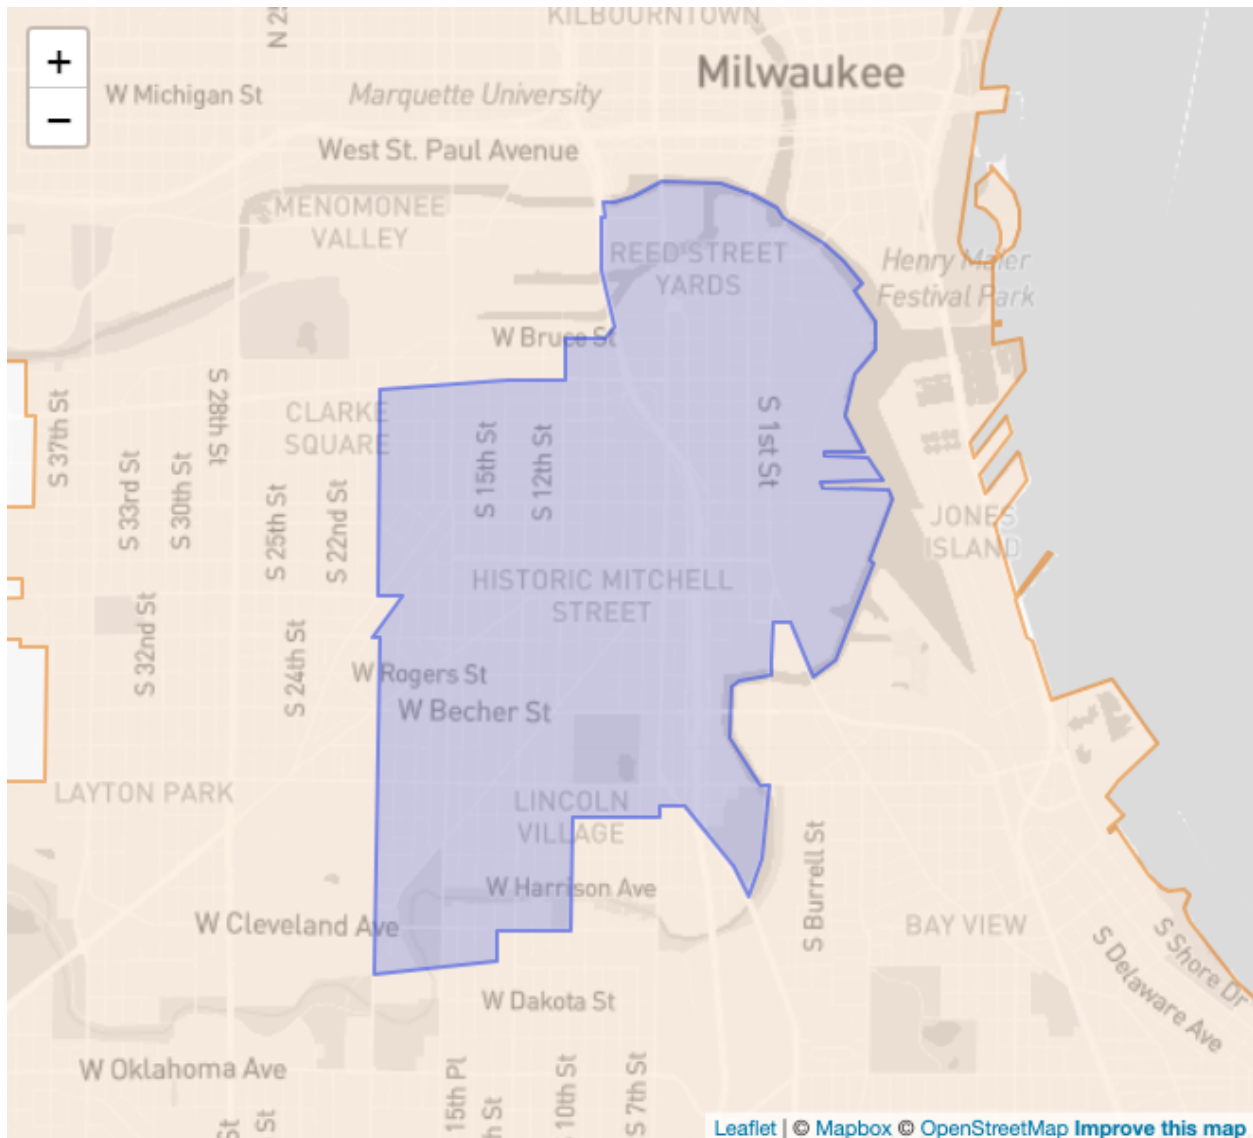 +
−
N 25
KILBOURNTOWN
Milwaukee
W Michigan St
Marquette University
West St. Paul Avenue
MENOMONEE
VALLEY
REED STREET
YARDS
Henry Maier
Festival Park
W Bruce St
S 37th St
S 28th St
CLARKE
SQUARE
S 33rd St
S 30th St
S 25th St
S 22nd St
S 15th St
S 12th St
S 1st St
JONES
ISLAND
HISTORIC MITCHELL
STREET
S 32nd St
S 24th St
W Rogers St
W Becher St
LAYTON PARK
LINCOLN
VILLAGE
W Harrison Ave
S Burrell St
W Cleveland Ave
BAY VIEW
S Shore Dr
S Delaware Ave
W Dakota St
W Oklahoma Ave
15th Pl
h St
10th St
S 7th St
St
St
Leaflet | © Mapbox © OpenStreetMap Improve this map